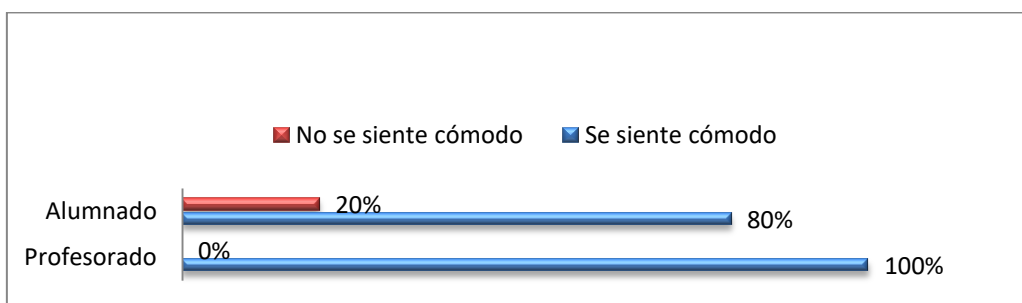 No se siente cómodo Se siente cómodo
Alumnado 20%
80%
Profesorado 0%
100%